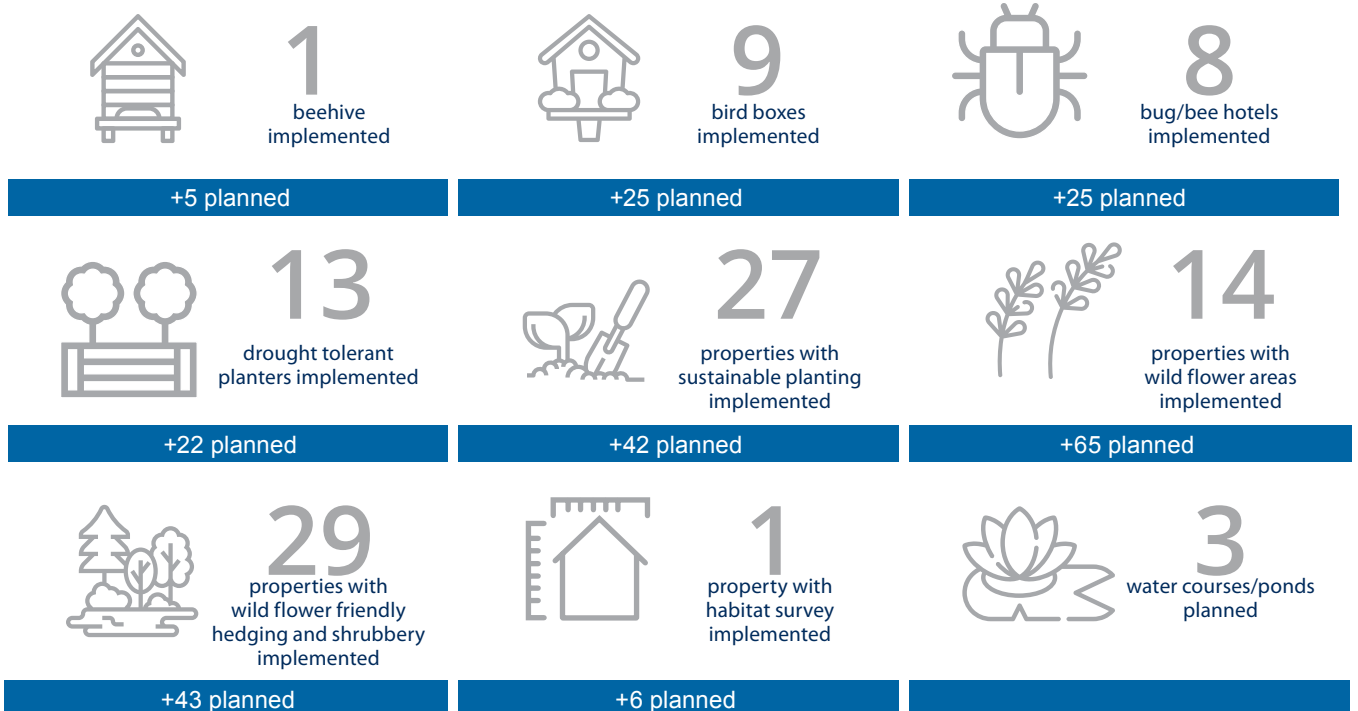 1
beehive
implemented
+5 planned
9
bird boxes
implemented
+25 planned
8
bug/bee hotels
implemented
+25 planned
13
drought tolerant
planters implemented
+22 planned
27
properties with
sustainable planting
implemented
+42 planned
14
properties with
wild flower areas
implemented
+65 planned
29
properties with
wild flower friendly
hedging and shrubbery
implemented
+43 planned
1
property with
habitat survey
implemented
+6 planned
3
water courses/ponds
planned